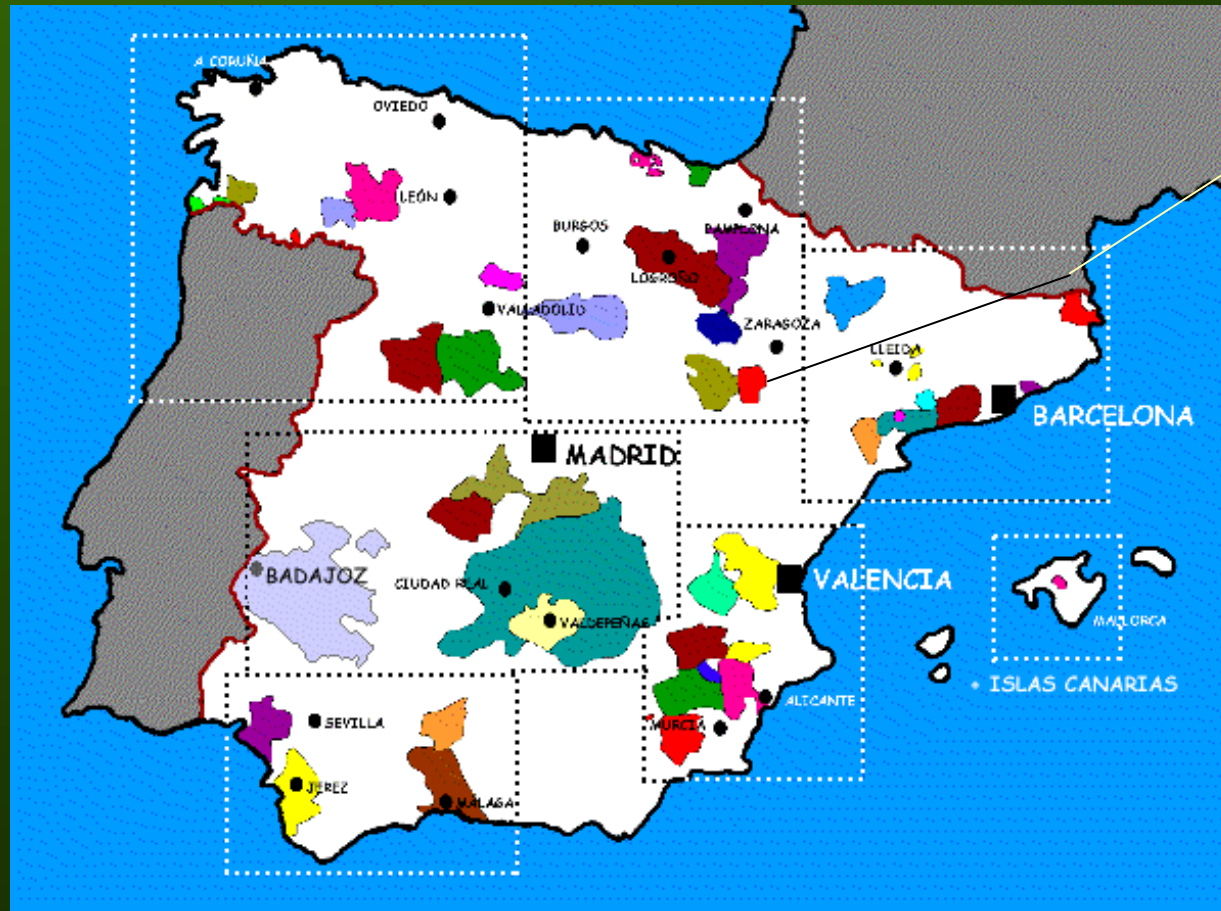 A CORUÑA
OVIEDO
LEÓN
BURGOS
PAMPLONA
LOGROÑO
VALLADOLID
ZARAGOZA
LLEIDA
BARCELONA
MADRID
BADAJOZ
CIUDAD REAL
VALDEPEÑAS
VALENCIA
MALLORCA
ISLAS CANARIAS
ALICANTE
MURCIA
SEVILLA
JEREZ
MÁLAGA